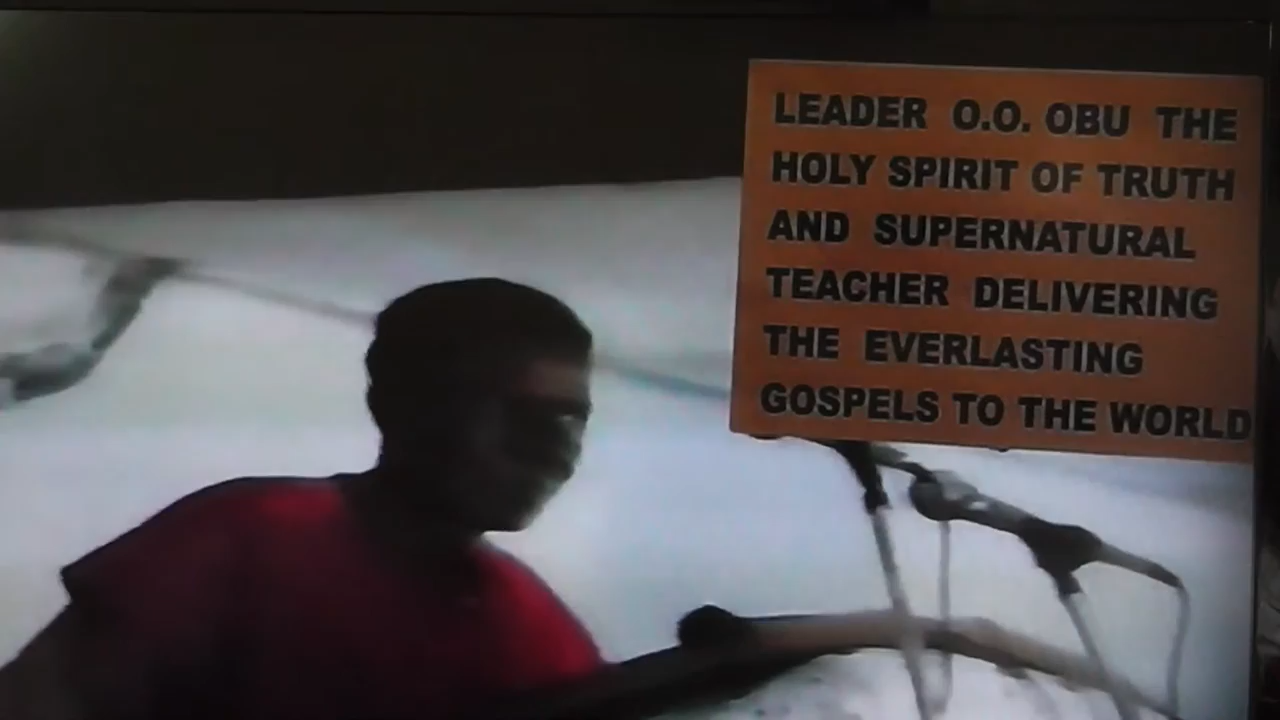 LEADER O.O. OBU THE
HOLY SPIRIT OF TRUTH
AND SUPERNATURAL
TEACHER DELIVERING
THE EVERLASTING
GOSPELS TO THE WORLD